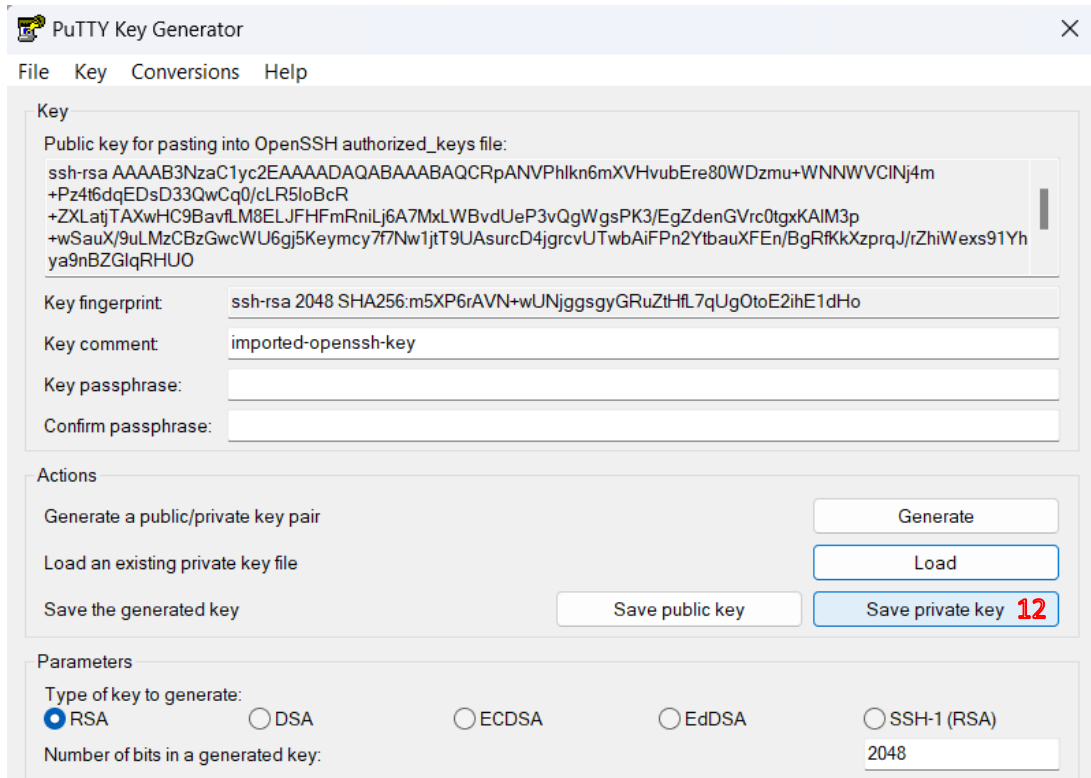 PuTTY Key Generator
File Key Conversions Help
Key
Public key for pasting into OpenSSH authorized_keys file:
ssh-rsa AAAAB3NzaC1yc2EAAAADAQABAAABAQCRpANVPhlkn6mXVHvubEre80WDzmu+WNNWVClNj4m
+Pz4t6dqEDsD33QwCq0/cLR5loBcR
+ZXLatjTAXwHC9BavfLM8ELJFHFmRniLj6A7MxLWBvdUeP3vQgWgsPK3/EgZdenGVrc0tgxKAlM3p
+wSauX/9uLMzCBzGwcWU6gj5Keymcy7f7Nw1jtT9UAsurcD4jgrcvUTwbAiFPn2YtbauXFEn/BgRfKkXzprqJ/rZhiWexs91Yh
ya9nBZGlqRHUO
Key fingerprint: ssh-rsa 2048 SHA256:m5XP6rAVN+wUNjggsgyGRuZtHfL7qUgOtoE2ihE1dHo
Key comment: imported-openssh-key
Key passphrase:
Confirm passphrase:
Actions
Generate a public/private key pair Generate
Load an existing private key file Load
Save the generated key Save public key Save private key 12
Parameters
Type of key to generate:
RSA DSA ECDSA EdDSA SSH-1 (RSA)
Number of bits in a generated key: 2048